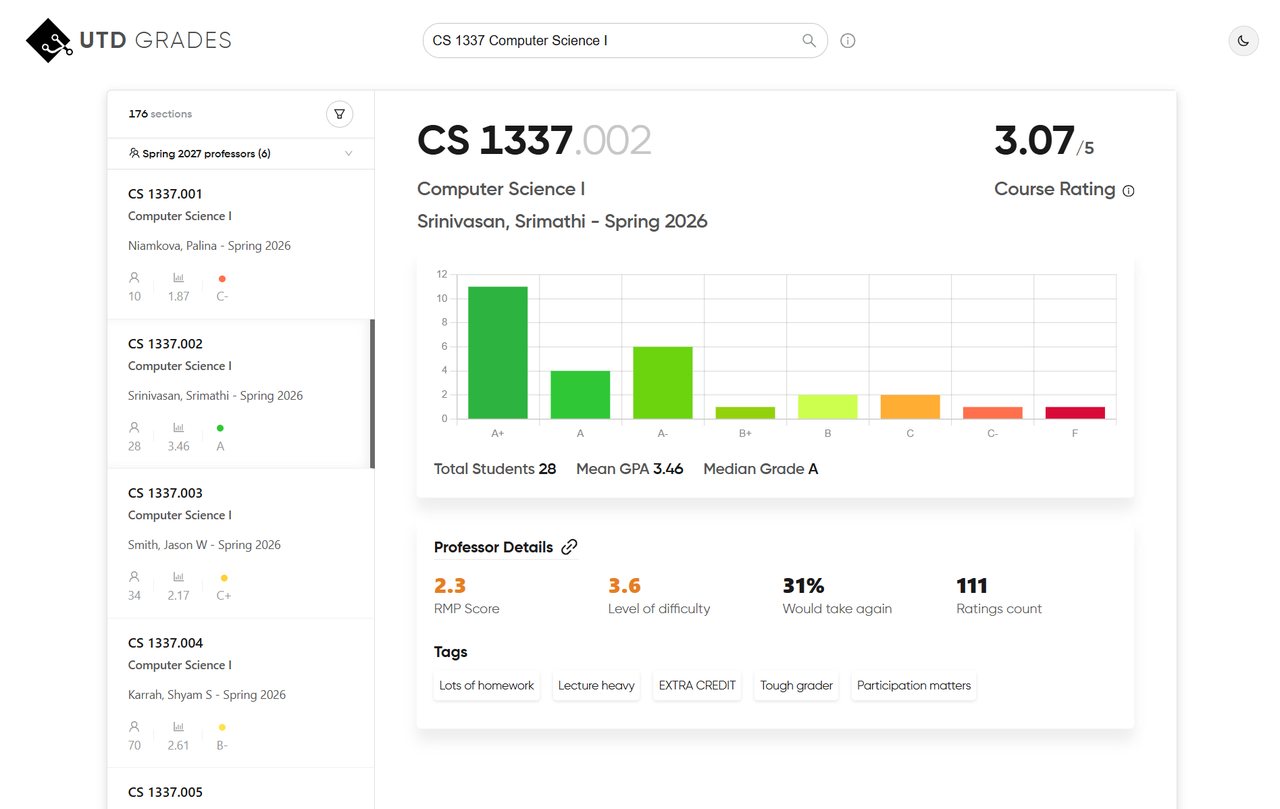 UTD GRADES
CS 1337 Computer Science I
176 sections
Spring 2027 professors (6)
CS 1337.001
Computer Science I
Niamkova, Palina - Spring 2026
10 1.87 C-
CS 1337.002
Computer Science I
Srinivasan, Srimathi - Spring 2026
28 3.46 A
CS 1337.003
Computer Science I
Smith, Jason W - Spring 2026
34 2.17 C+
CS 1337.004
Computer Science I
Karrah, Shyam S - Spring 2026
70 2.61 B-
CS 1337.005
CS 1337.002
3.07/5
Computer Science I
Course Rating
Srinivasan, Srimathi - Spring 2026
12
10
8
6
4
2
0
A+ A A- B+ B C C- F
Total Students 28 Mean GPA 3.46 Median Grade A
Professor Details
2.3 3.6 31% 111
RMP Score Level of difficulty Would take again Ratings count
Tags
Lots of homework Lecture heavy EXTRA CREDIT Tough grader Participation matters